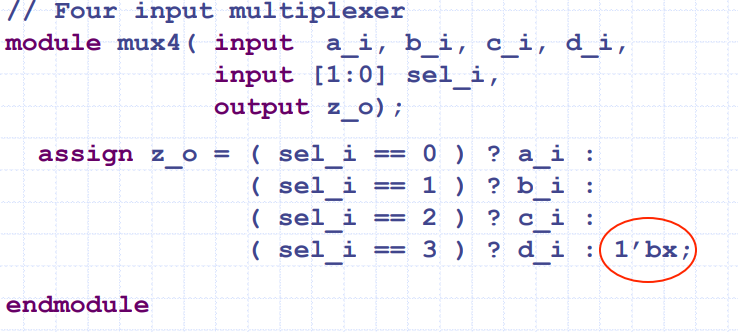 // Four input multiplexer
module mux4( input a_i, b_i, c_i, d_i,
input [1:0] sel_i,
output z_o);
assign z_o = ( sel_i == 0 ) ? a_i :
( sel_i == 1 ) ? b_i :
( sel_i == 2 ) ? c_i :
( sel_i == 3 ) ? d_i : 1’bx;
endmodule